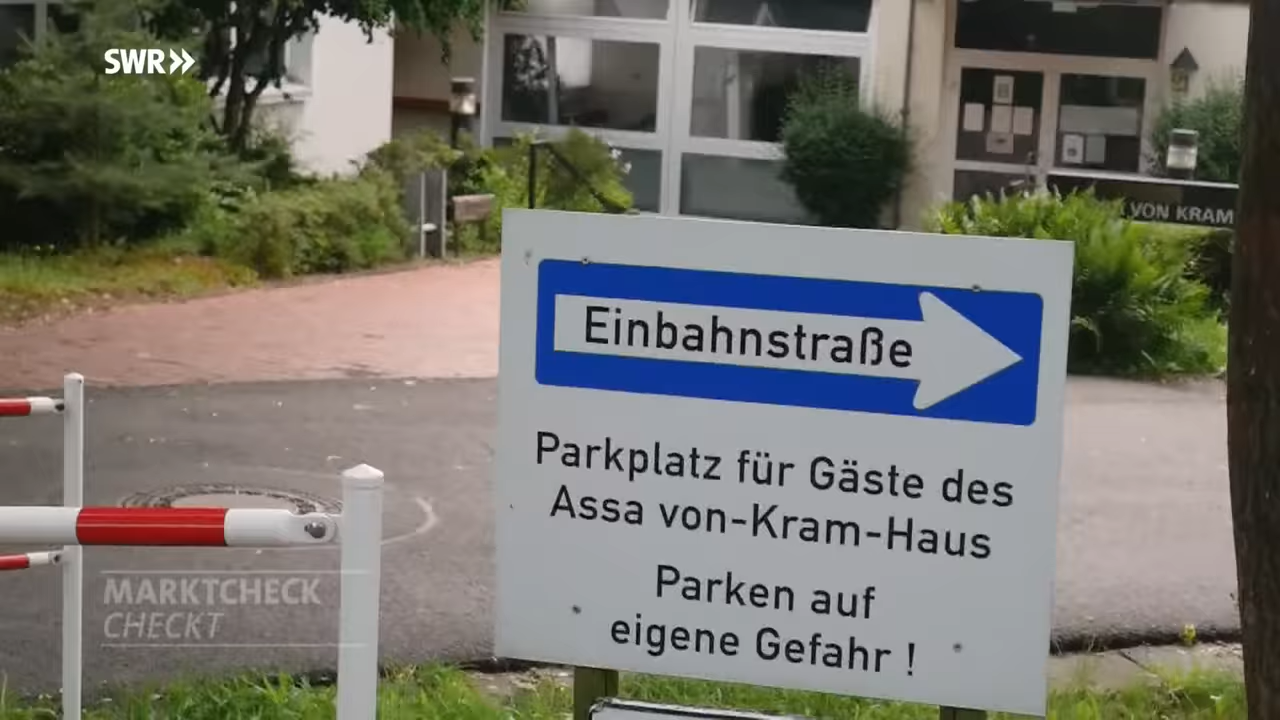 SWR
VON KRAM
Einbahnstraße
Parkplatz für Gäste des
Assa von-Kram-Haus
Parken auf
eigene Gefahr !
MARKTCHECK
CHECKT